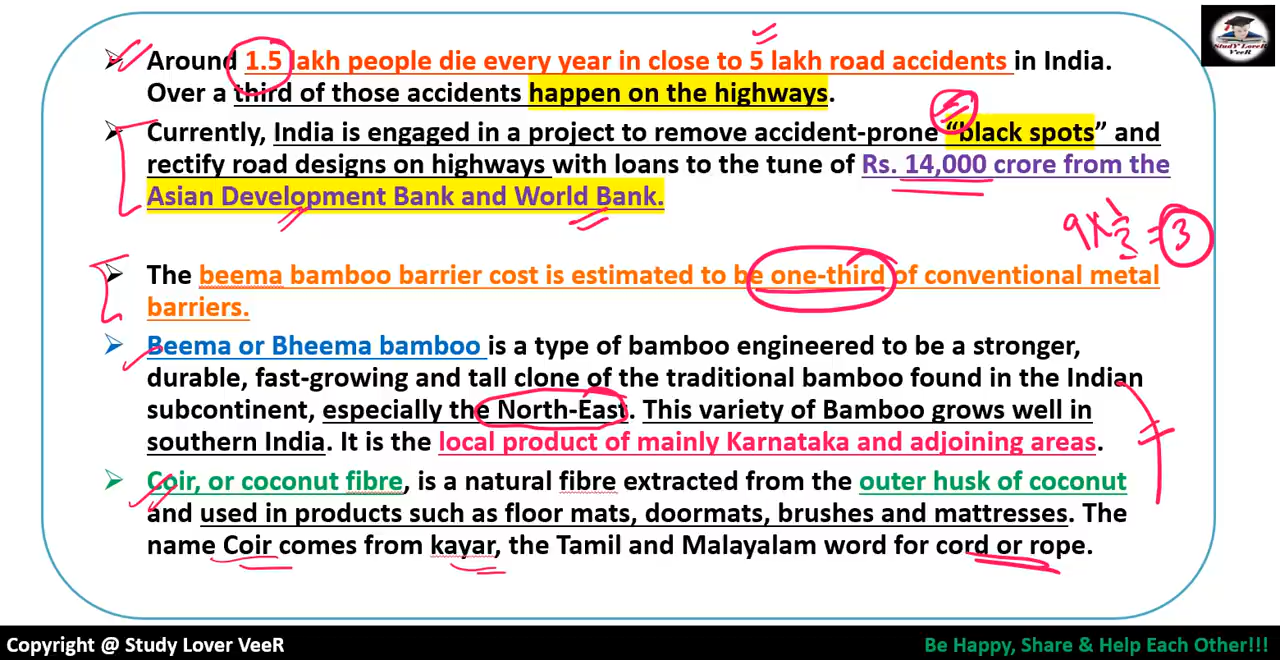 StudY LoveR
VeeR
Around 1.5 lakh people die every year in close to 5 lakh road accidents in India.
Over a third of those accidents happen on the highways.
Currently, India is engaged in a project to remove accident-prone “black spots” and
rectify road designs on highways with loans to the tune of Rs. 14,000 crore from the
Asian Development Bank and World Bank.
9 x 1/3 = 3
The beema bamboo barrier cost is estimated to be one-third of conventional metal
barriers.
Beema or Bheema bamboo is a type of bamboo engineered to be a stronger,
durable, fast-growing and tall clone of the traditional bamboo found in the Indian
subcontinent, especially the North-East. This variety of Bamboo grows well in
southern India. It is the local product of mainly Karnataka and adjoining areas.
Coir, or coconut fibre, is a natural fibre extracted from the outer husk of coconut
and used in products such as floor mats, doormats, brushes and mattresses. The
name Coir comes from kayar, the Tamil and Malayalam word for cord or rope.
Copyright @ Study Lover VeeR
Be Happy, Share & Help Each Other!!!